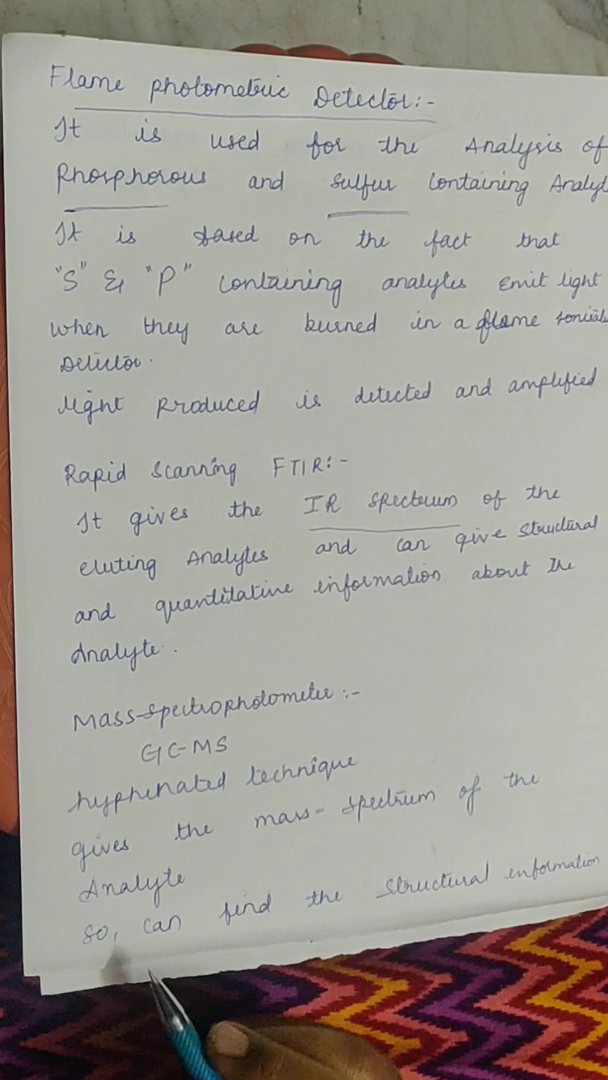 Flame photometric Detector:-
It is used for the Analysis of
Phosphorous and sulfur containing Analyt
It is based on the fact that
"S" & "P" containing analytes emit light
when they are burned in a flame
Detector.
light produced is detected and amplified
Rapid scanning FTIR:-
It gives the IR spectrum of the
eluting Analytes and can give structural
and quantitative information about the
Analyte.
Mass-Spectrophotometer:-
GC-MS
hyphenated technique
gives the mass-spectrum of the
Analyte
so, can find the structural information